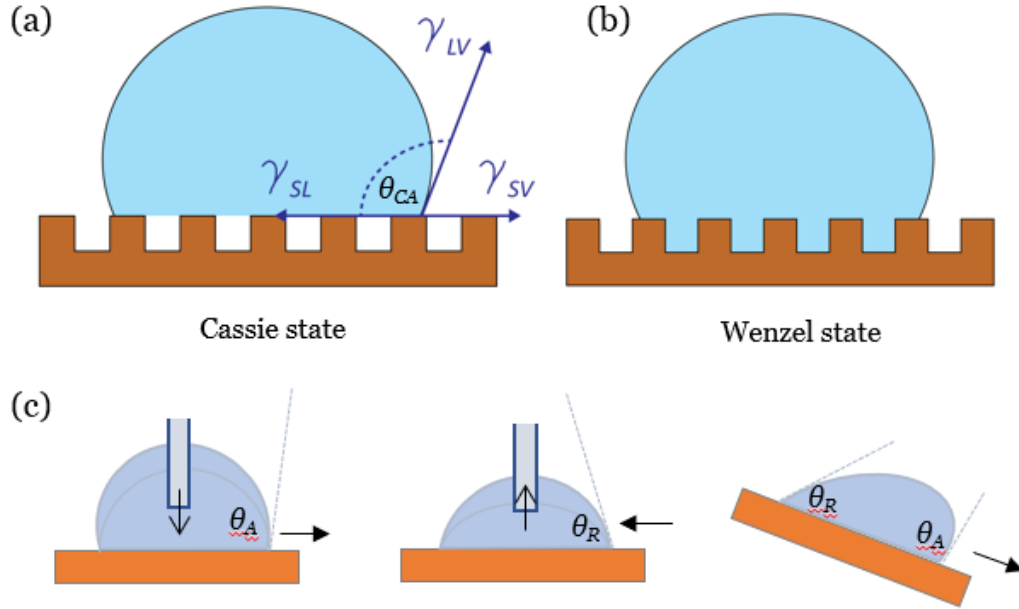 (a)
γLV
γSL
θCA
γSV
Cassie state
(b)
Wenzel state
(c)
θA
θR
θR
θA